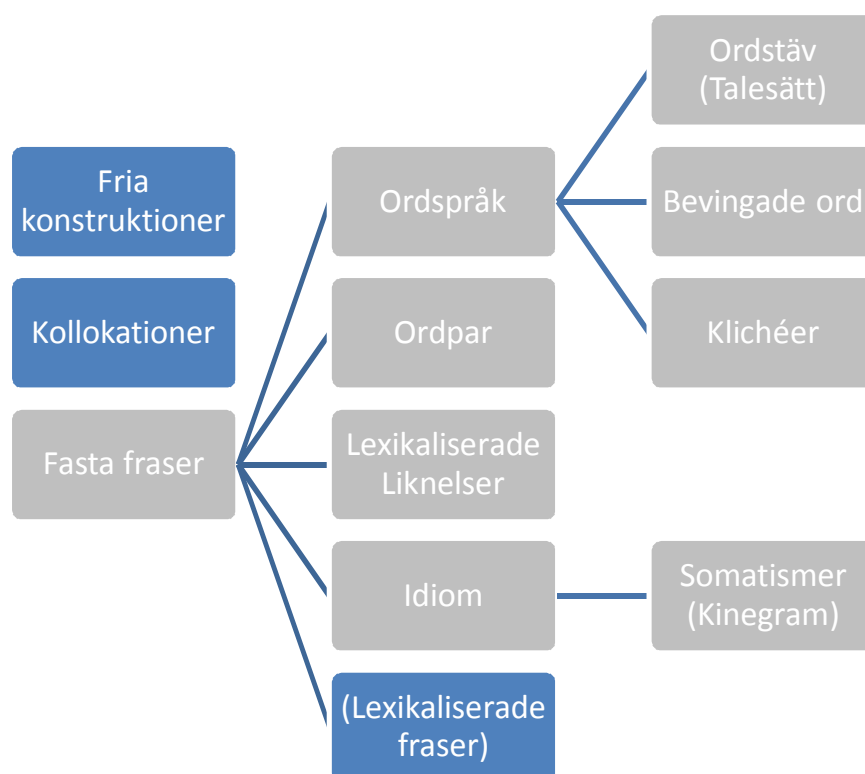 Fria
konstruktioner
Kollokationer
Fasta fraser
Ordspråk
Ordpar
Lexikaliserade
Liknelser
Idiom
(Lexikaliserade
fraser)
Ordstäv
(Talesätt)
Bevingade ord
Klichéer
Somatismer
(Kinegram)